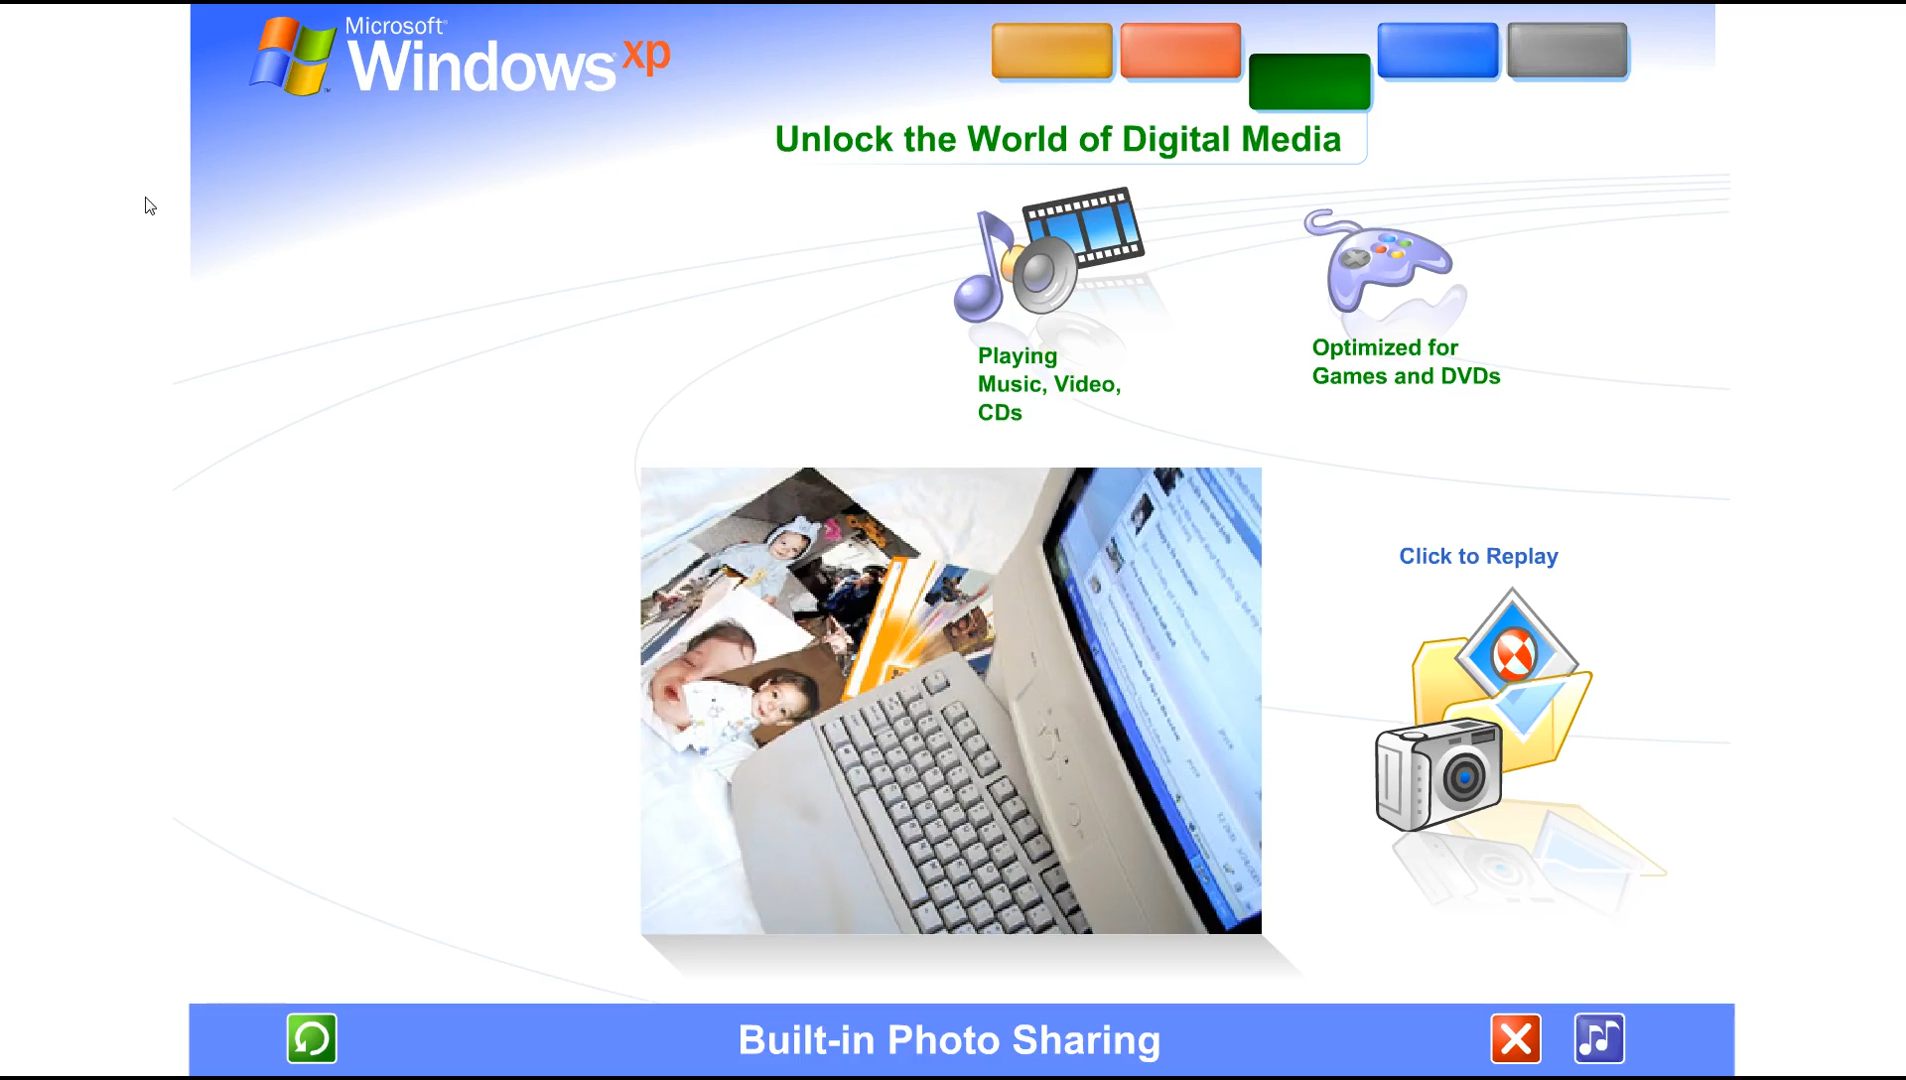 Microsoft®
Windows xp
™
Unlock the World of Digital Media
Playing
Music, Video,
CDs
Optimized for
Games and DVDs
Click to Replay
Built-in Photo Sharing